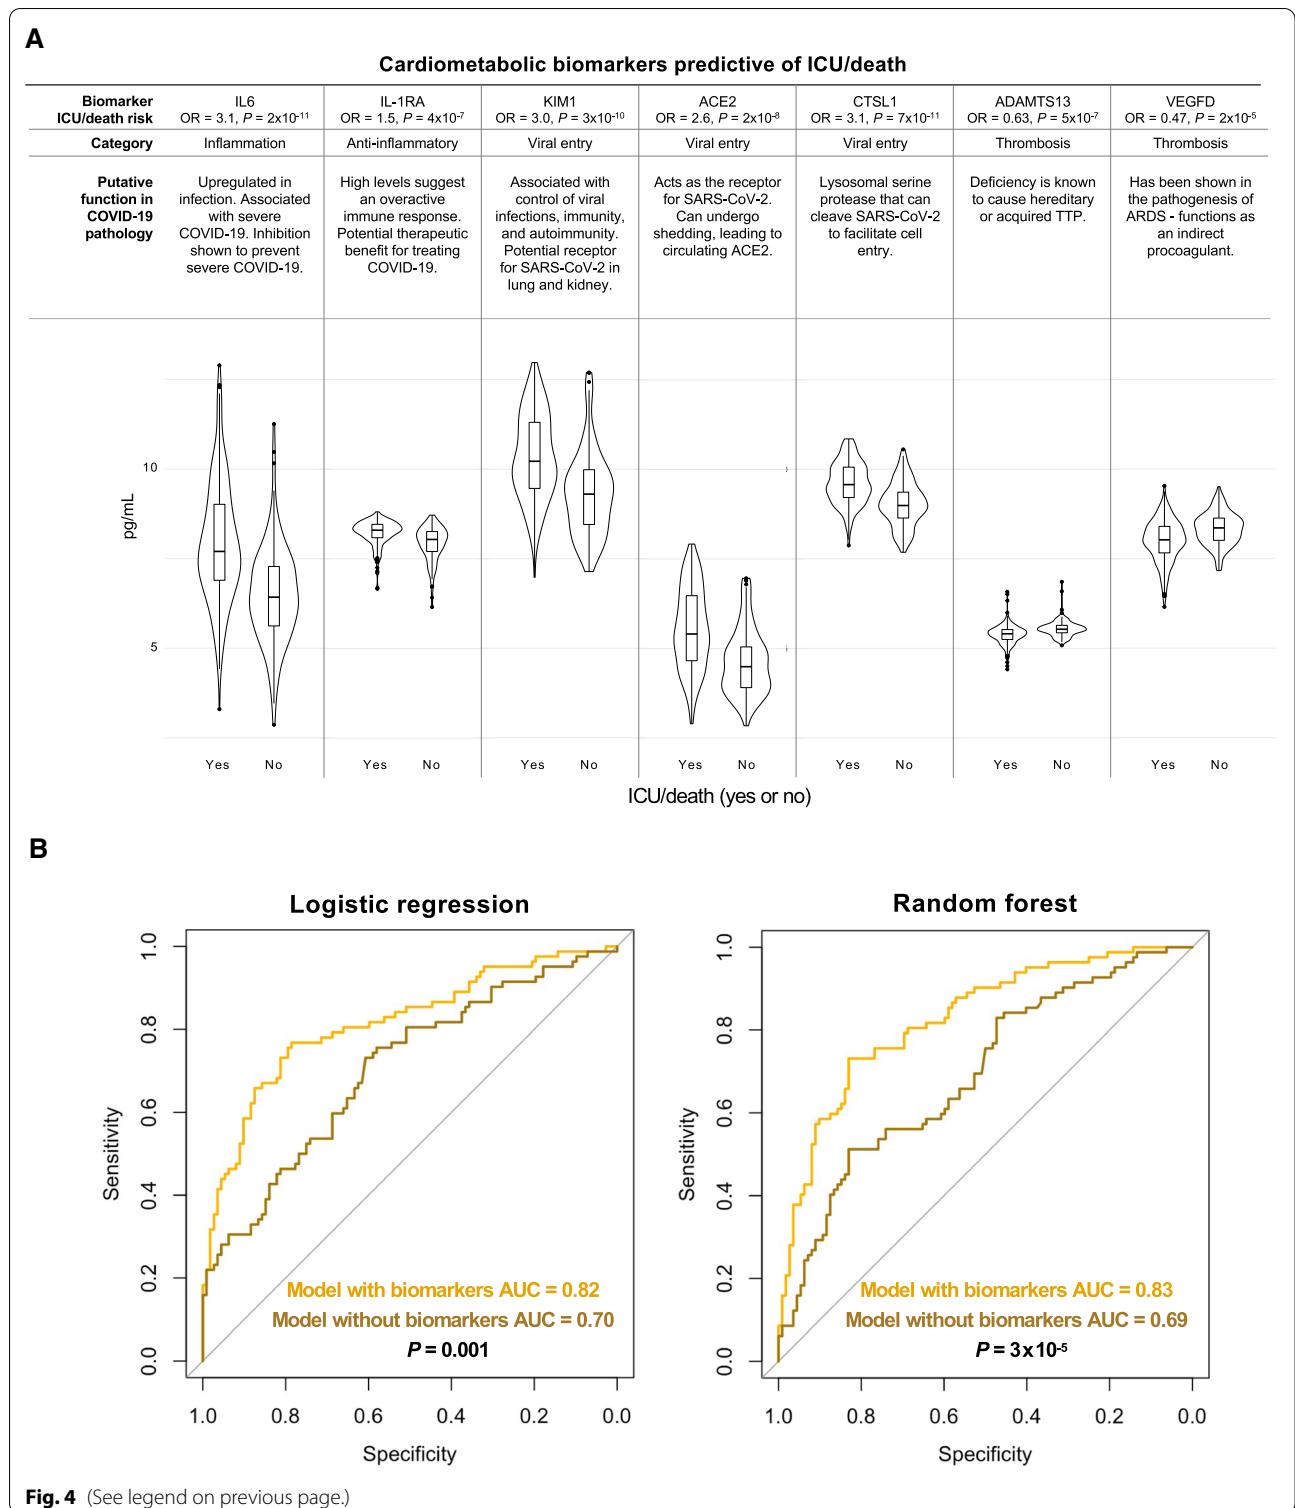 A
Cardiometabolic biomarkers predictive of ICU/death
Biomarker IL6 IL-1RA KIM1 ACE2 CTSL1 ADAMTS13 VEGFD
ICU/death risk OR = 3.1, P = 2x10-11 OR = 1.5, P = 4x10-7 OR = 3.0, P = 3x10-10 OR = 2.6, P = 2x10-8 OR = 3.1, P = 7x10-11 OR = 0.63, P = 5x10-7 OR = 0.47, P = 2x10-5
Category Inflammation Anti-inflammatory Viral entry Viral entry Viral entry Thrombosis Thrombosis
Putative
function in
COVID-19
pathology
Upregulated in
infection. Associated
with severe
COVID-19. Inhibition
shown to prevent
severe COVID-19.
High levels suggest
an overactive
immune response.
Potential therapeutic
benefit for treating
COVID-19.
Associated with
control of viral
infections, immunity,
and autoimmunity.
Potential receptor
for SARS-CoV-2 in
lung and kidney.
Acts as the receptor
for SARS-CoV-2.
Can undergo
shedding, leading to
circulating ACE2.
Lysosomal serine
protease that can
cleave SARS-CoV-2
to facilitate cell
entry.
Deficiency is known
to cause hereditary
or acquired TTP.
Has been shown in
the pathogenesis of
ARDS - functions as
an indirect
procoagulant.
10
pg/mL
5
Yes No Yes No Yes No Yes No Yes No Yes No Yes No
ICU/death (yes or no)
B
Logistic regression
1.0
0.8
0.6
0.4
0.2
0.0
Sensitivity
Model with biomarkers AUC = 0.82
Model without biomarkers AUC = 0.70
P = 0.001
1.0 0.8 0.6 0.4 0.2 0.0
Specificity
Random forest
1.0
0.8
0.6
0.4
0.2
0.0
Sensitivity
Model with biomarkers AUC = 0.83
Model without biomarkers AUC = 0.69
P = 3x10-5
1.0 0.8 0.6 0.4 0.2 0.0
Specificity
Fig. 4 (See legend on previous page.)